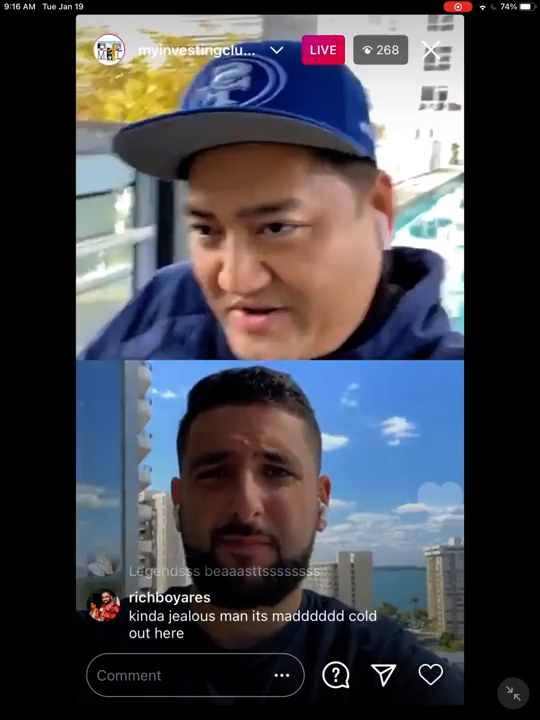 9:16 AM Tue Jan 19
74%
myinvestingclu...
LIVE
268
Legendsss beaaasttssssssss
richboyares
kinda jealous man its madddddd cold
out here
Comment